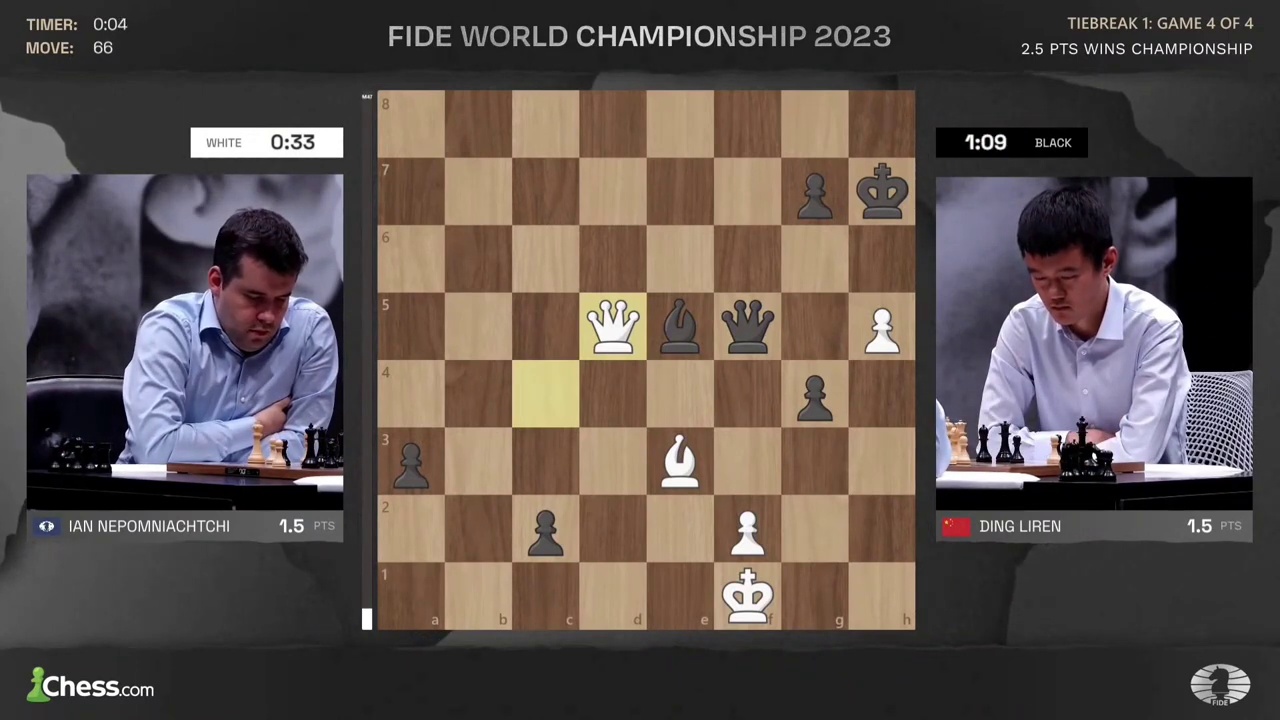 TIMER: 0:04
MOVE: 66
FIDE WORLD CHAMPIONSHIP 2023
TIEBREAK 1: GAME 4 OF 4
2.5 PTS WINS CHAMPIONSHIP
WHITE 0:33
1:09 BLACK
8
7
6
5
4
3
2
1
a b c d e f g h
IAN NEPOMNIACHTCHI 1.5 PTS
DING LIREN 1.5 PTS
Chess.com
FIDE